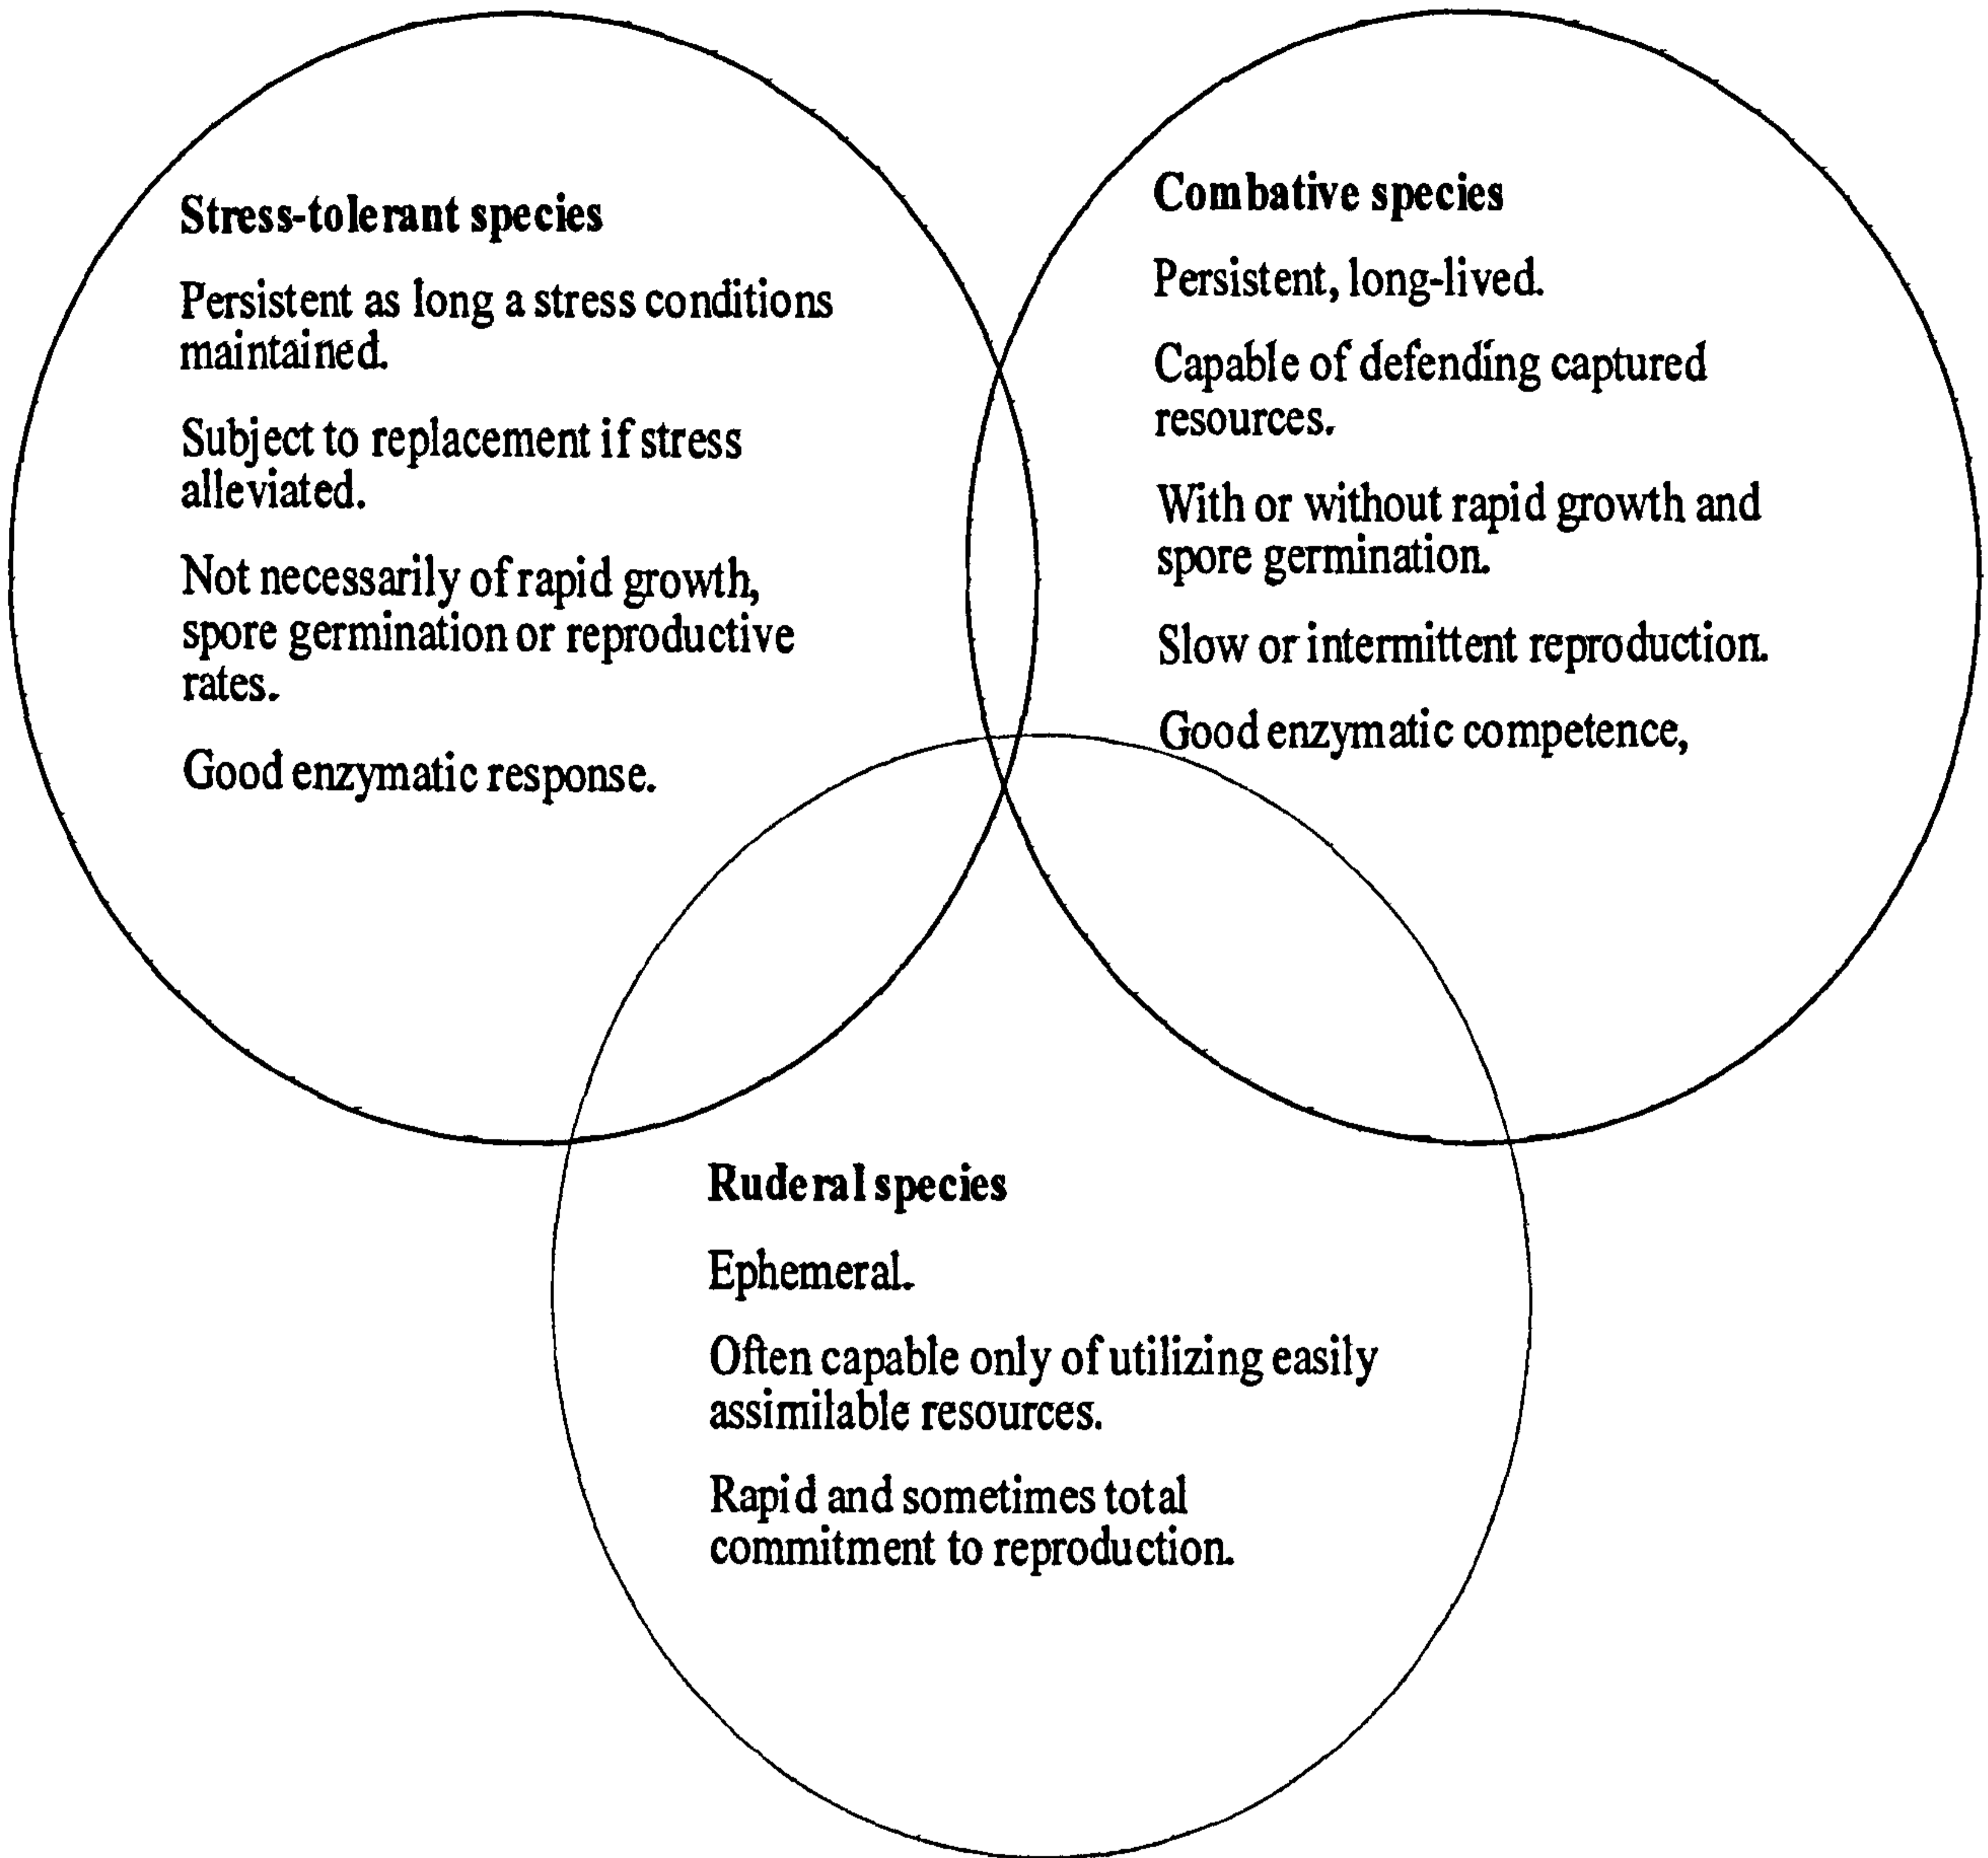 Stress-tolerant species
Persistent as long a stress conditions
maintained.
Subject to replacement if stress
alleviated.
Not necessarily of rapid growth,
spore germination or reproductive
rates.
Good enzymatic response.
Combative species
Persistent, long-lived.
Capable of defending captured
resources.
With or without rapid growth and
spore germination.
Slow or intermittent reproduction.
Good enzymatic competence,
Ruderal species
Ephemeral.
Often capable only of utilizing easily
assimilable resources.
Rapid and sometimes total
commitment to reproduction.